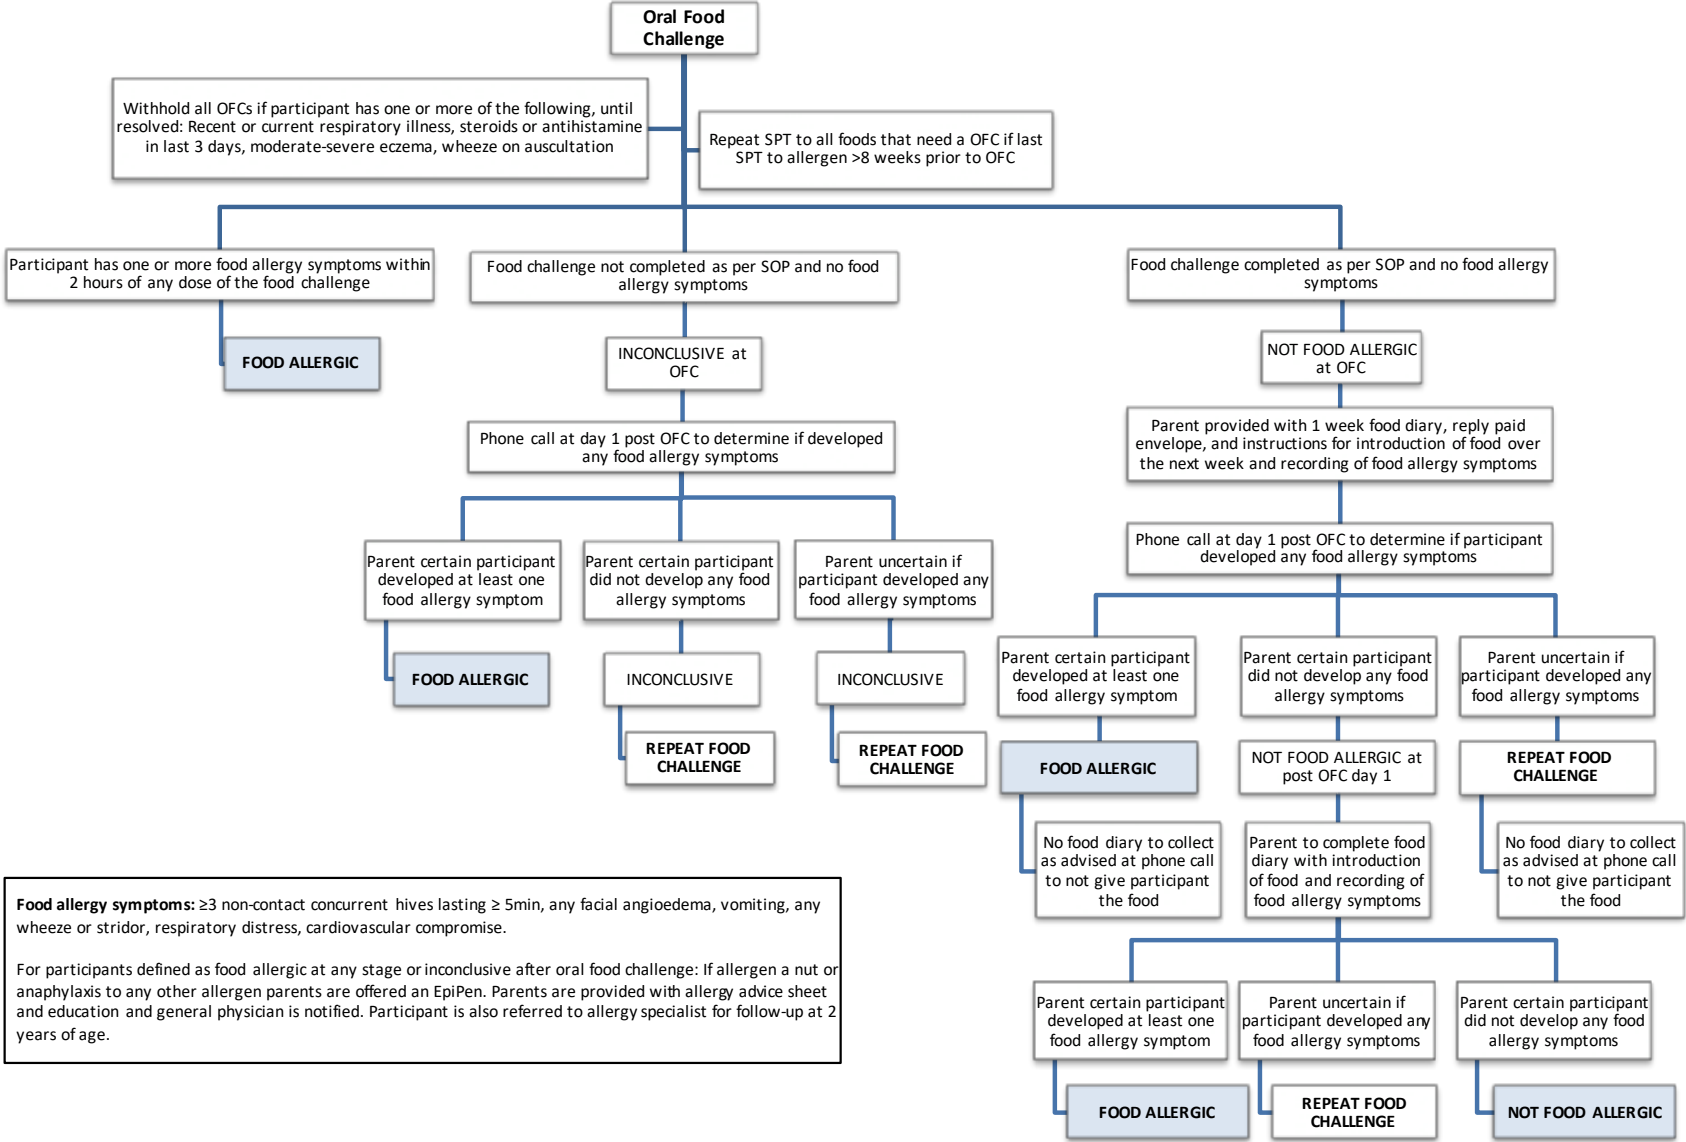 Oral Food
Challenge
Withhold all OFCs if participant has one or more of the following, until
resolved: Recent or current respiratory illness, steroids or antihistamine
in last 3 days, moderate-severe eczema, wheeze on auscultation
Repeat SPT to all foods that need a OFC if last
SPT to allergen >8 weeks prior to OFC
Participant has one or more food allergy symptoms within
2 hours of any dose of the food challenge
FOOD ALLERGIC
Food challenge not completed as per SOP and no food
allergy symptoms
INCONCLUSIVE at
OFC
Phone call at day 1 post OFC to determine if developed
any food allergy symptoms
Parent certain participant
developed at least one
food allergy symptom
FOOD ALLERGIC
Parent certain participant
did not develop any food
allergy symptoms
INCONCLUSIVE
REPEAT FOOD
CHALLENGE
Parent uncertain if
participant developed any
food allergy symptoms
INCONCLUSIVE
REPEAT FOOD
CHALLENGE
Food challenge completed as per SOP and no food allergy
symptoms
NOT FOOD ALLERGIC
at OFC
Parent provided with 1 week food diary, reply paid
envelope, and instructions for introduction of food over
the next week and recording of food allergy symptoms
Phone call at day 1 post OFC to determine if participant
developed any food allergy symptoms
Parent certain participant
developed at least one
food allergy symptom
FOOD ALLERGIC
No food diary to collect
as advised at phone call
to not give participant
the food
Parent certain participant
did not develop any food
allergy symptoms
NOT FOOD ALLERGIC at
post OFC day 1
Parent to complete food
diary with introduction
of food and recording of
food allergy symptoms
Parent uncertain if
participant developed any
food allergy symptoms
REPEAT FOOD
CHALLENGE
No food diary to collect
as advised at phone call
to not give participant
the food
Parent certain participant
developed at least one
food allergy symptom
FOOD ALLERGIC
Parent uncertain if
participant developed any
food allergy symptoms
REPEAT FOOD
CHALLENGE
Parent certain participant
did not develop any food
allergy symptoms
NOT FOOD ALLERGIC
Food allergy symptoms: ≥3 non-contact concurrent hives lasting ≥ 5min, any facial angioedema, vomiting, any
wheeze or stridor, respiratory distress, cardiovascular compromise.
For participants defined as food allergic at any stage or inconclusive after oral food challenge: If allergen a nut or
anaphylaxis to any other allergen parents are offered an EpiPen. Parents are provided with allergy advice sheet
and education and general physician is notified. Participant is also referred to allergy specialist for follow-up at 2
years of age.